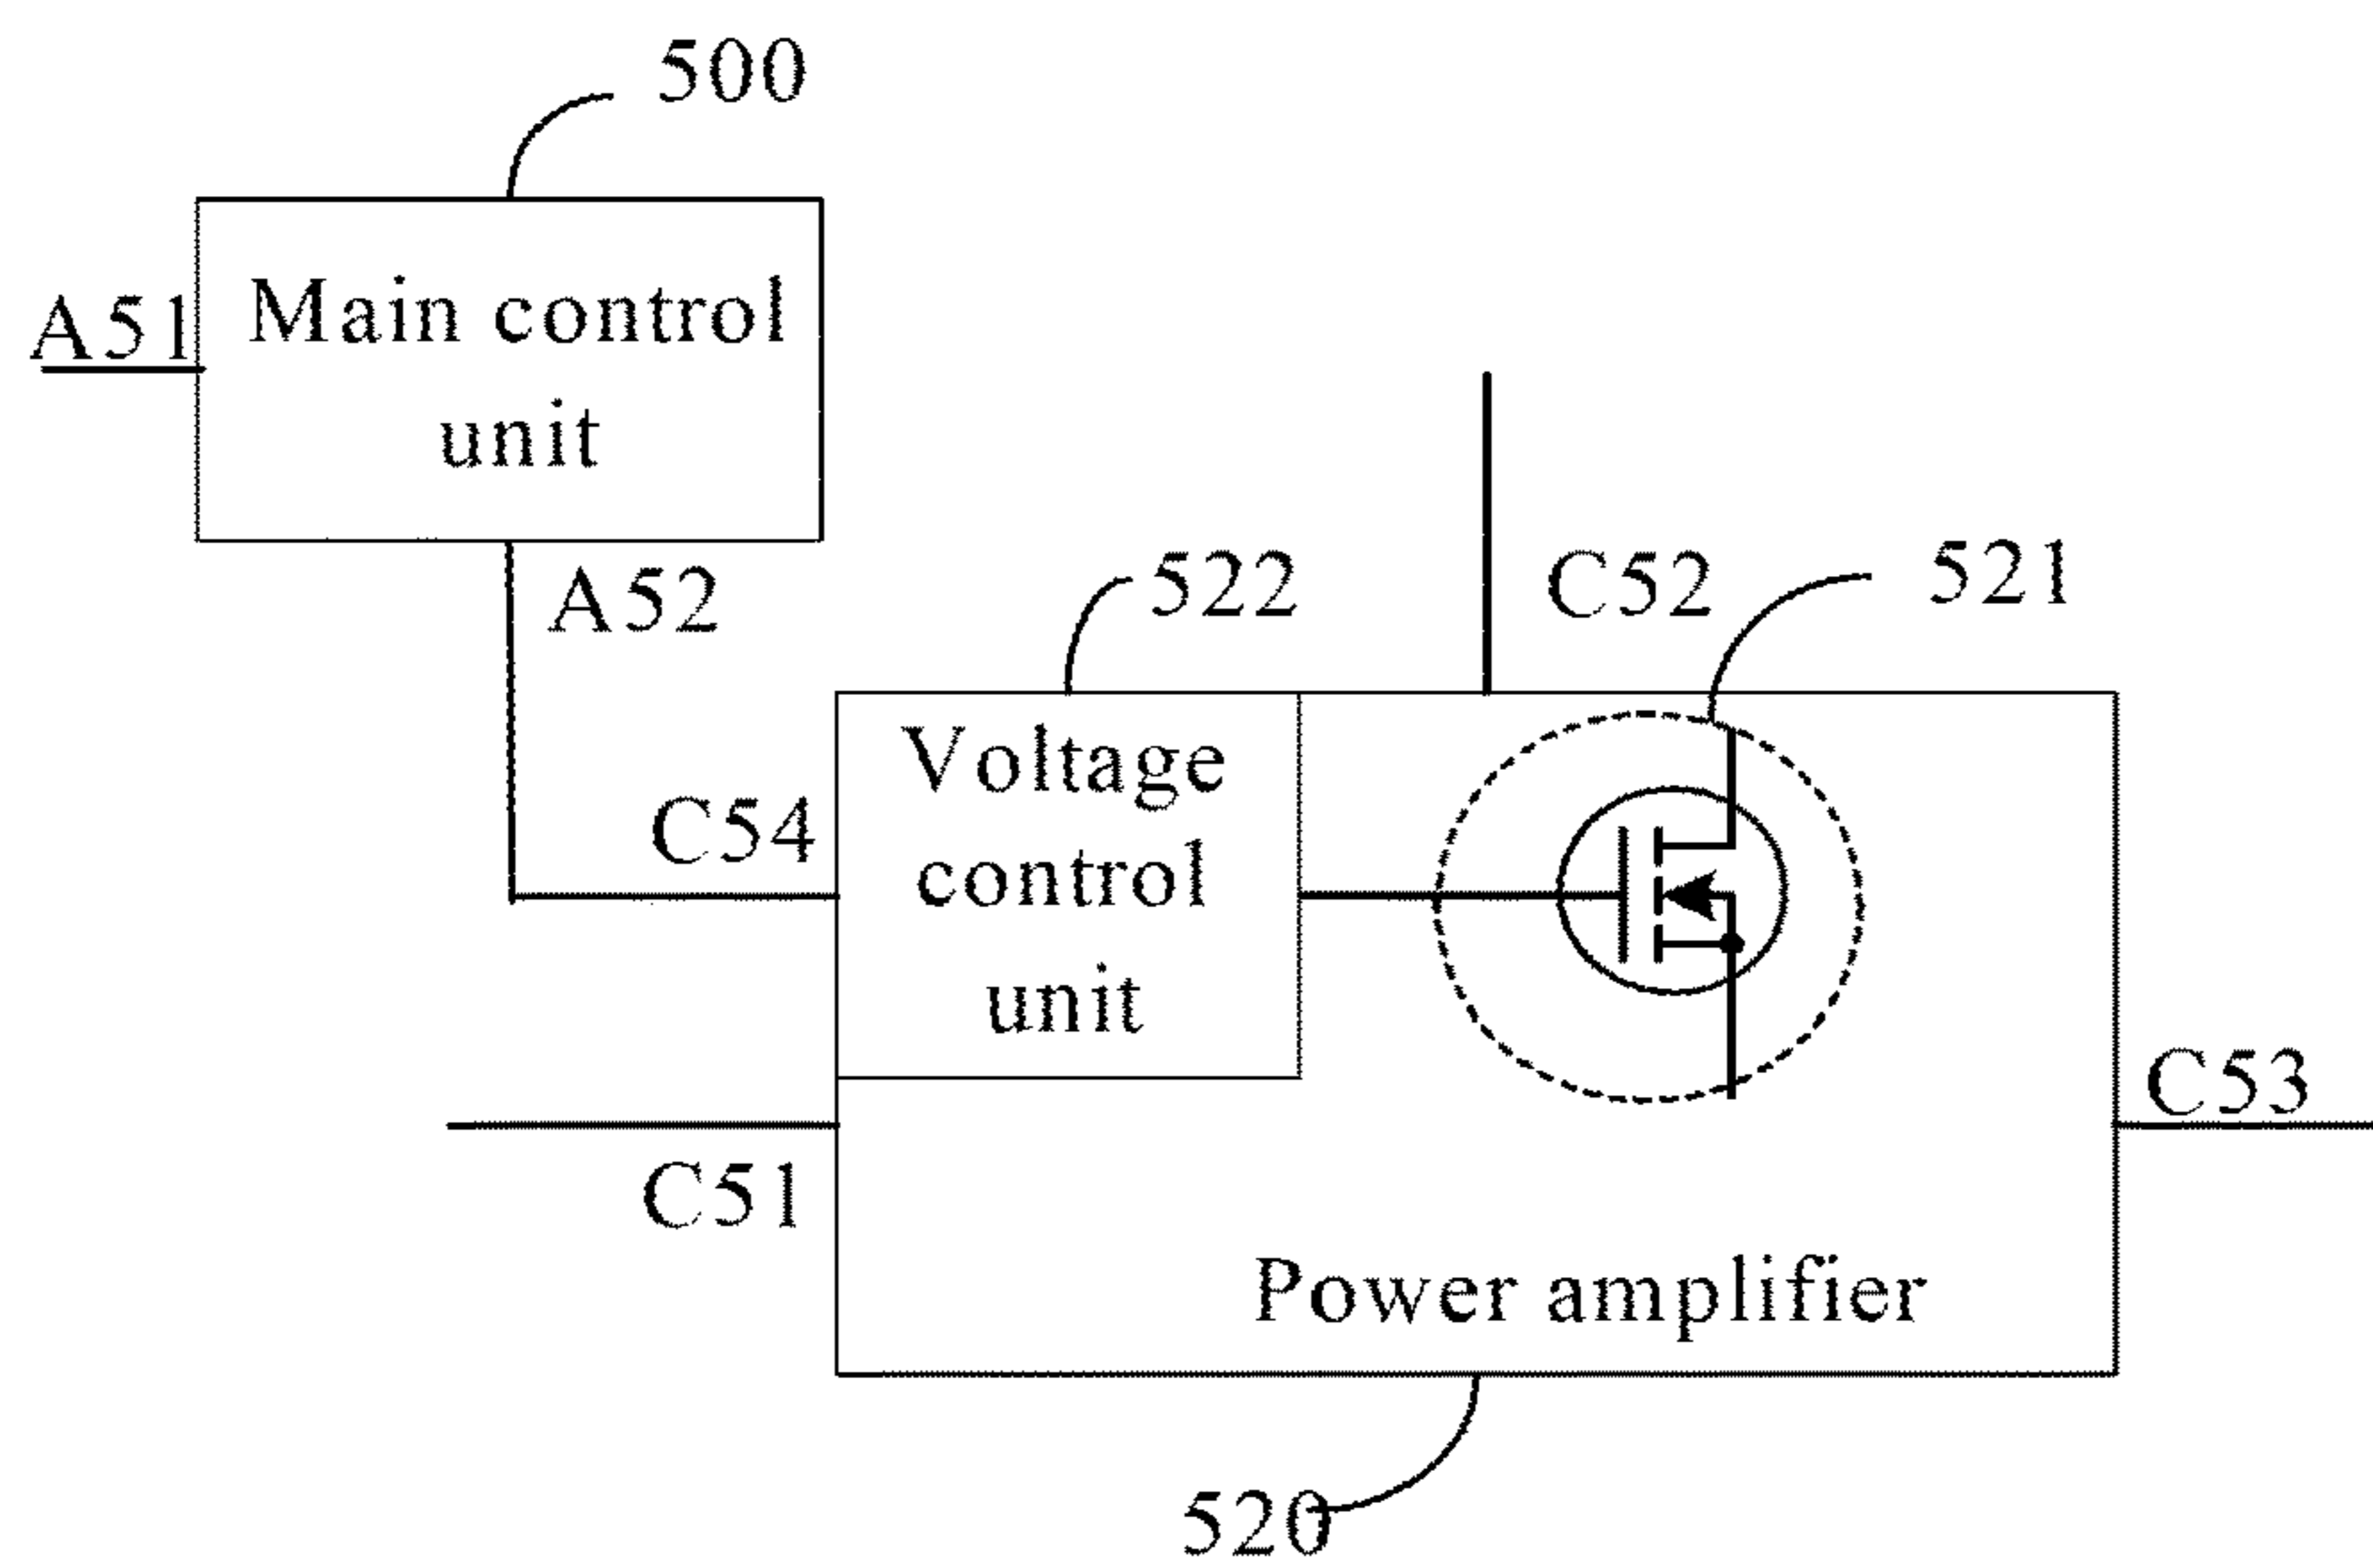 500
Main control
unit
A51
A52
522
C52
521
Voltage
control
unit
C54
C53
C51
Power amplifier
520